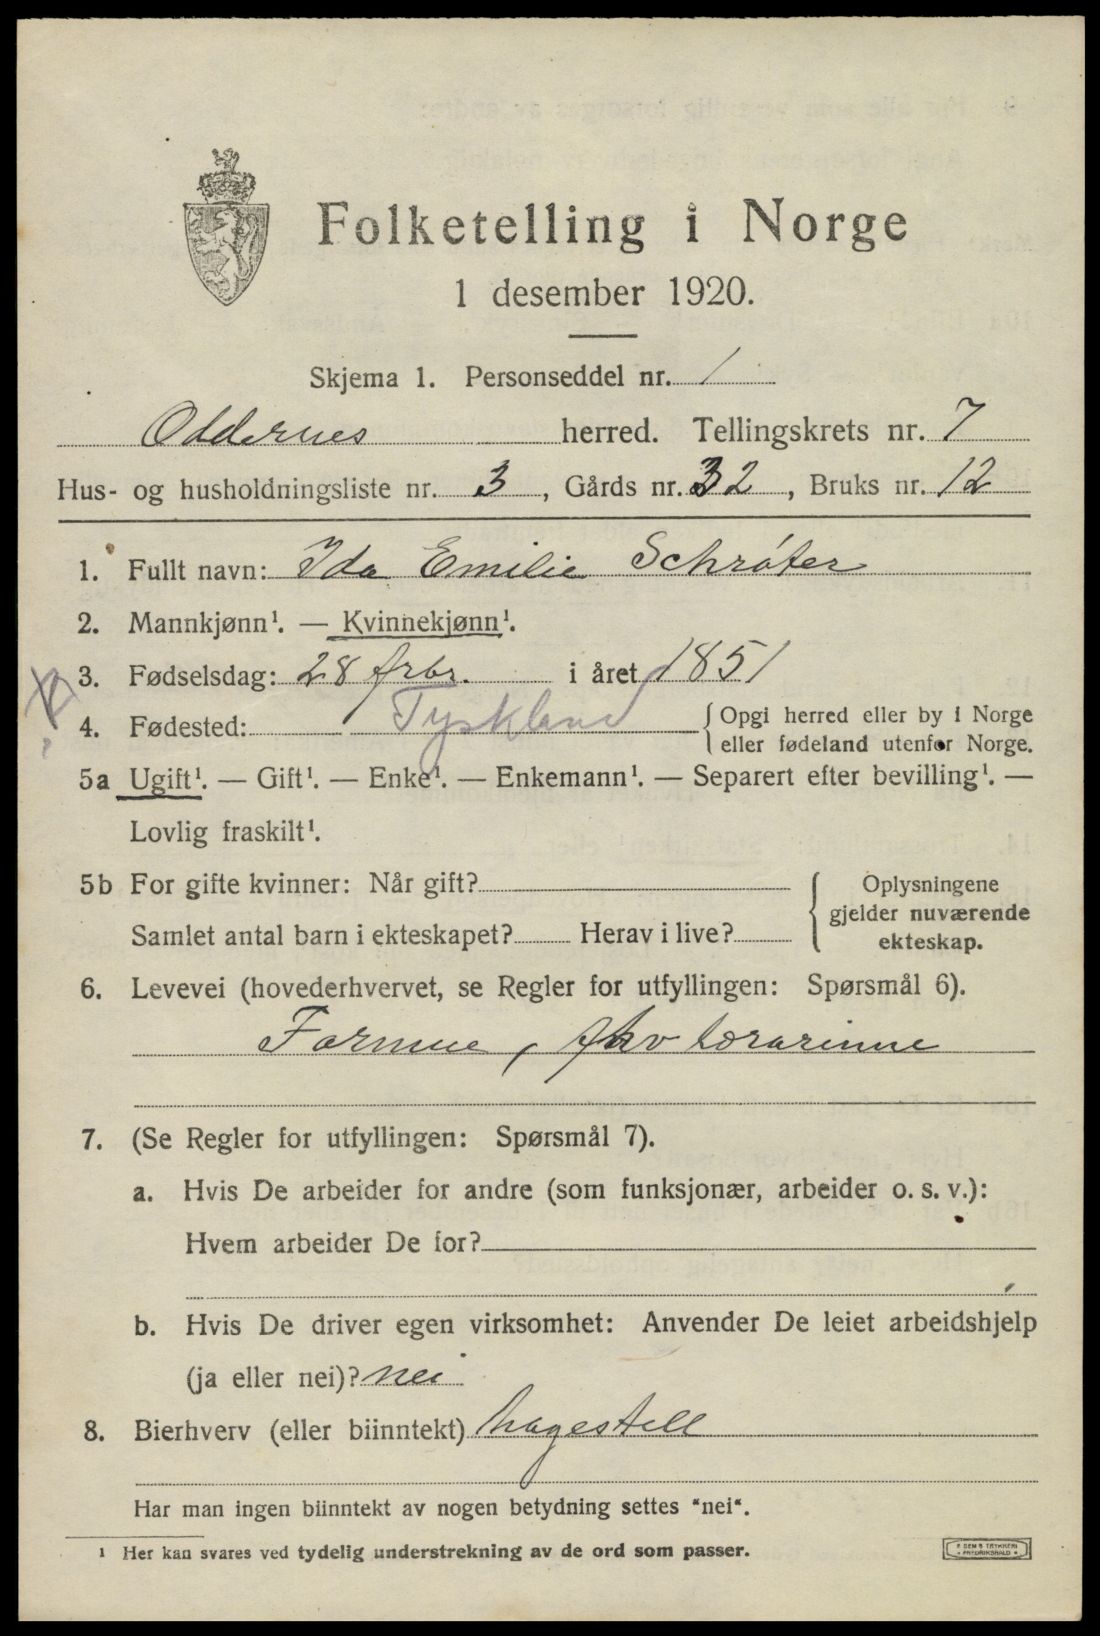 Folketelling i Norge
1 desember 1920.
Skjema 1. Personseddel nr. 1
Oddernes herred. Tellingskrets nr. 7
Hus- og husholdningsliste nr. 3, Gårds nr. 32, Bruks nr. 12
1. Fullt navn: Ida Emilie Schrøter
2. Mannkjønn¹. — Kvinnekjønn¹.
3. Fødselsdag: 28 frbr. i året 1851
4. Fødested: Tyskland { Opgi herred eller by i Norge
eller fødeland utenfor Norge.
5a Ugift¹. — Gift¹. — Enke¹. — Enkemann¹. — Separert efter bevilling¹. —
Lovlig fraskilt¹.
5b For gifte kvinner: Når gift? { Oplysningene
gjelder nuværende
ekteskap.
Samlet antal barn i ekteskapet? Herav i live?
6. Levevei (hovederhvervet, se Regler for utfyllingen: Spørsmål 6).
Formue, fhv lærarinne
7. (Se Regler for utfyllingen: Spørsmål 7).
a. Hvis De arbeider for andre (som funksjonær, arbeider o. s. v.):
Hvem arbeider De for?
b. Hvis De driver egen virksomhet: Anvender De leiet arbeidshjelp
(ja eller nei)? nei
8. Bierhverv (eller biinntekt) hagestell
Har man ingen biinntekt av nogen betydning settes "nei".
¹ Her kan svares ved tydelig understrekning av de ord som passer.